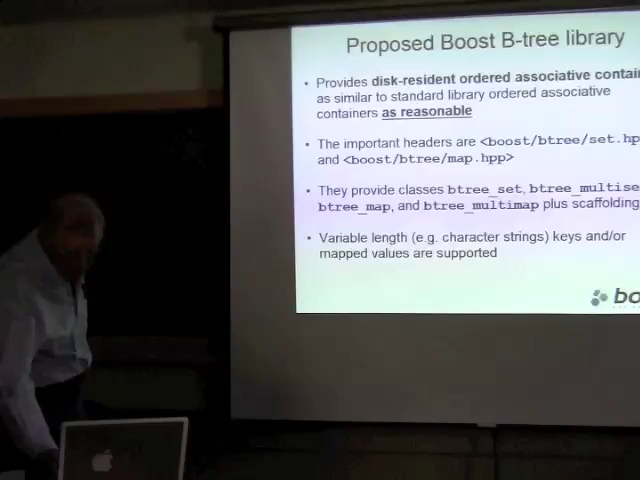 Proposed Boost B-tree library
• Provides disk-resident ordered associative contai
as similar to standard library ordered associative
containers as reasonable
• The important headers are <boost/btree/set.hp
and <boost/btree/map.hpp>
• They provide classes btree_set, btree_multise
btree_map, and btree_multimap plus scaffolding
• Variable length (e.g. character strings) keys and/or
mapped values are supported
bo